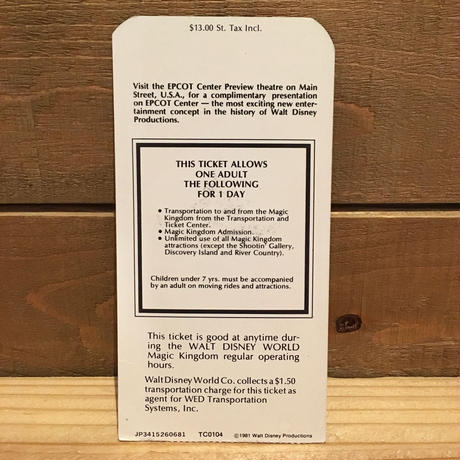 $13.00 St. Tax Incl.
Visit the EPCOT Center Preview theatre on Main
Street, U.S.A., for a complimentary presentation
on EPCOT Center — the most exciting new enter-
tainment concept in the history of Walt Disney
Productions.
THIS TICKET ALLOWS
ONE ADULT
THE FOLLOWING
FOR 1 DAY
• Transportation to and from the Magic
Kingdom from the Transportation and
Ticket Center.
• Magic Kingdom Admission.
• Unlimited use of all Magic Kingdom
attractions (except the Shootin' Gallery,
Discovery Island and River Country).
Children under 7 yrs. must be accompanied
by an adult on moving rides and attractions.
This ticket is good at anytime dur-
ing the WALT DISNEY WORLD
Magic Kingdom regular operating
hours.
Walt Disney World Co. collects a $1.50
transportation charge for this ticket as
agent for WED Transportation
Systems, Inc.
JP3415260681 TC0104 ©1981 Walt Disney Productions